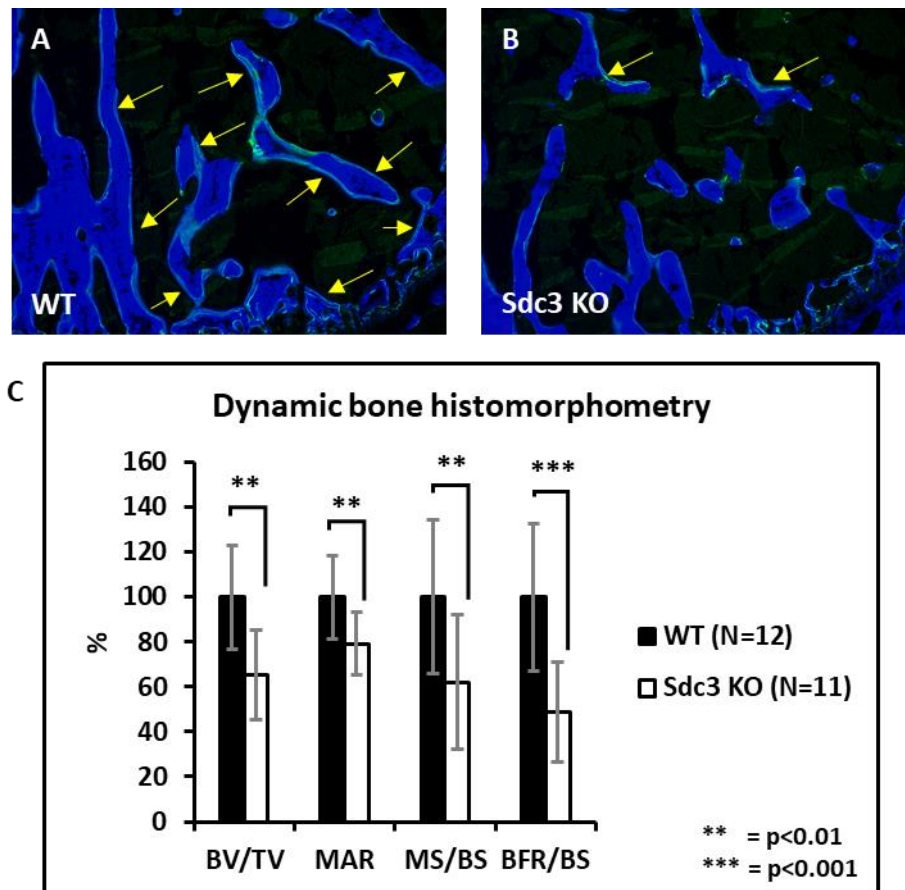 A
WT
B
Sdc3 KO
C
Dynamic bone histomorphometry
160
140
120
100
80
60
40
20
0
%
** ** ** ***
BV/TV MAR MS/BS BFR/BS
WT (N=12)
Sdc3 KO (N=11)
** = p<0.01
*** = p<0.001